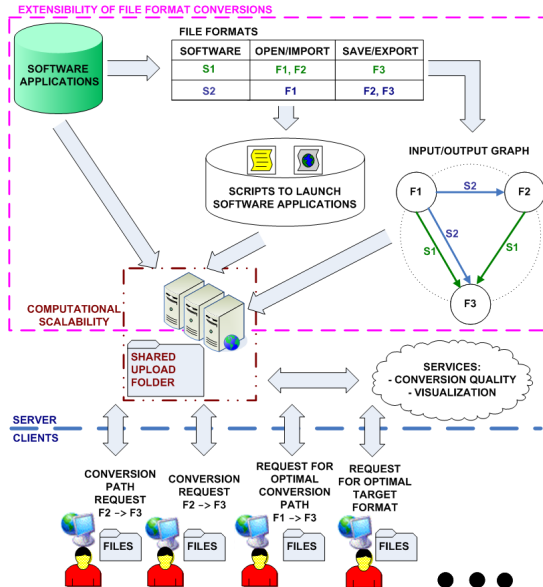 EXTENSIBILITY OF FILE FORMAT CONVERSIONS
SOFTWARE
APPLICATIONS
FILE FORMATS
SOFTWARE OPEN/IMPORT SAVE/EXPORT
S1 F1, F2 F3
S2 F1 F2, F3
SCRIPTS TO LAUNCH
SOFTWARE APPLICATIONS
INPUT/OUTPUT GRAPH
F1
S2
F2
S2
S1
S1
F3
COMPUTATIONAL
SCALABILITY
SHARED
UPLOAD
FOLDER
SERVICES:
- CONVERSION QUALITY
- VISUALIZATION
SERVER
CLIENTS
CONVERSION
PATH
REQUEST
F2 -> F3
CONVERSION
REQUEST
F2 -> F3
REQUEST FOR
OPTIMAL
CONVERSION
PATH
F1 -> F3
REQUEST
FOR OPTIMAL
TARGET
FORMAT
FILES
FILES
FILES
FILES